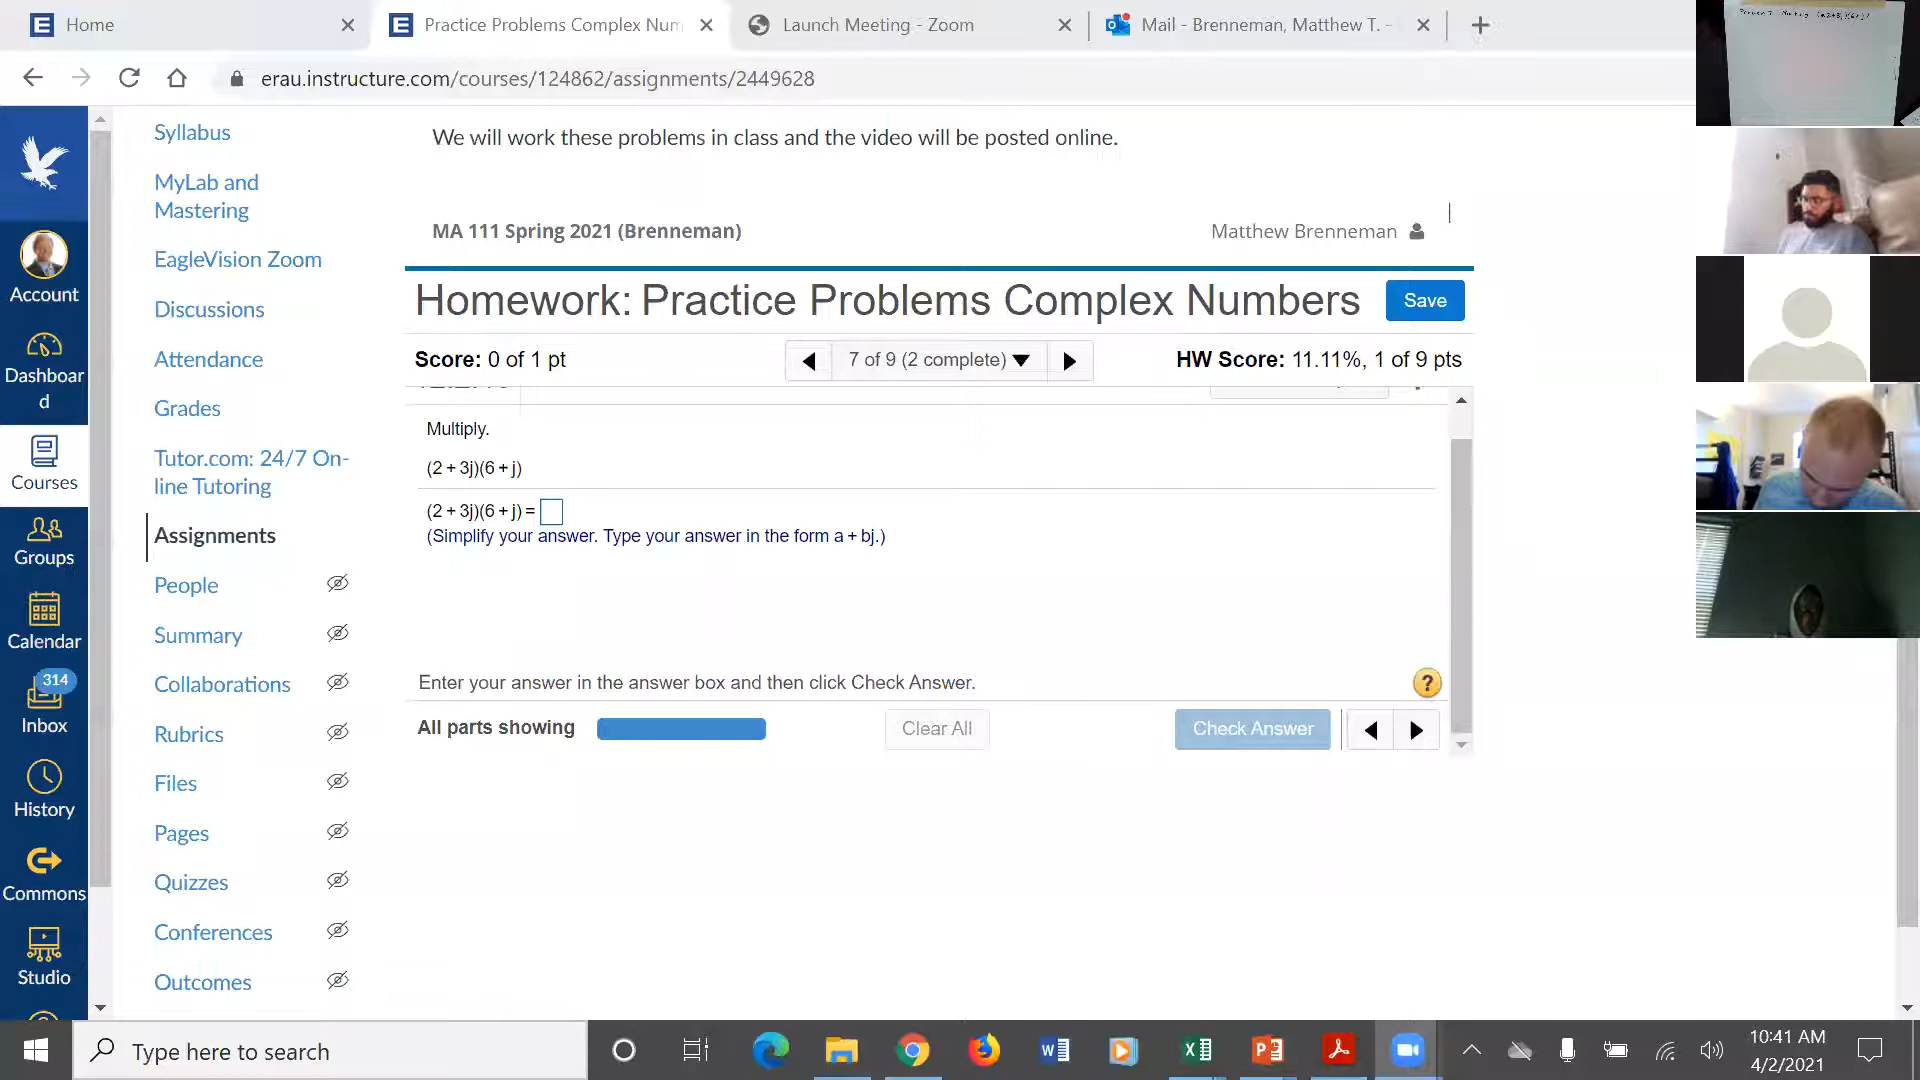 Home
Practice Problems Complex Num
Launch Meeting - Zoom
Mail - Brenneman, Matthew T. -
erau.instructure.com/courses/124862/assignments/2449628
Account
Dashboar
d
Courses
Groups
Calendar
314
Inbox
History
Commons
Studio
Syllabus
MyLab and
Mastering
EagleVision Zoom
Discussions
Attendance
Grades
Tutor.com: 24/7 On-
line Tutoring
Assignments
People
Summary
Collaborations
Rubrics
Files
Pages
Quizzes
Conferences
Outcomes
We will work these problems in class and the video will be posted online.
MA 111 Spring 2021 (Brenneman)
Matthew Brenneman
Homework: Practice Problems Complex Numbers
Save
Score: 0 of 1 pt
7 of 9 (2 complete)
HW Score: 11.11%, 1 of 9 pts
Multiply.
(2 + 3j)(6 + j)
(2 + 3j)(6 + j) =
(Simplify your answer. Type your answer in the form a + bj.)
Enter your answer in the answer box and then click Check Answer.
?
All parts showing
Clear All
Check Answer
Type here to search
10:41 AM
4/2/2021